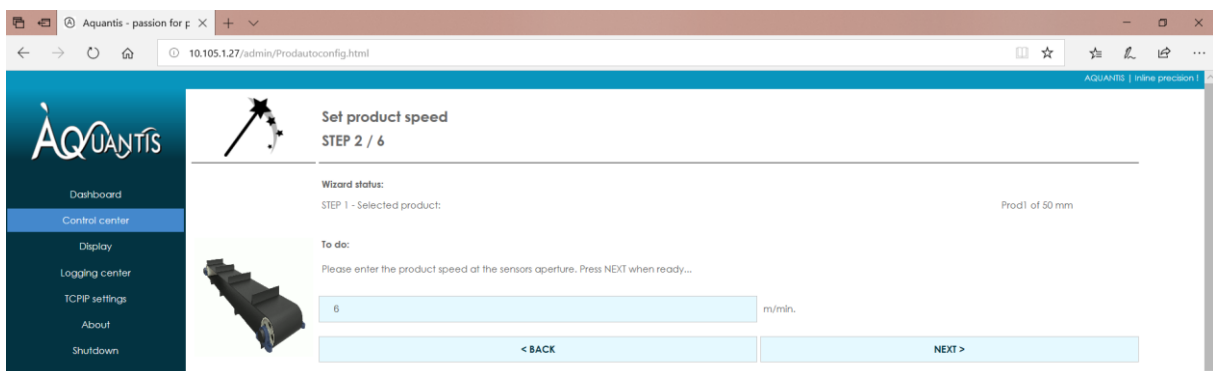 Aquantis - passion for p
10.105.1.27/admin/Prodautoconfig.html
AQUANTIS | Inline precision !
AQUANTIS
Set product speed
STEP 2 / 6
Dashboard
Control center
Display
Logging center
TCPIP settings
About
Shutdown
Wizard status:
STEP 1 - Selected product:
Prod1 of 50 mm
To do:
Please enter the product speed at the sensors aperture. Press NEXT when ready...
6
m/min.
< BACK
NEXT >